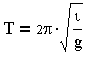 T = 2π·√(ι/g)